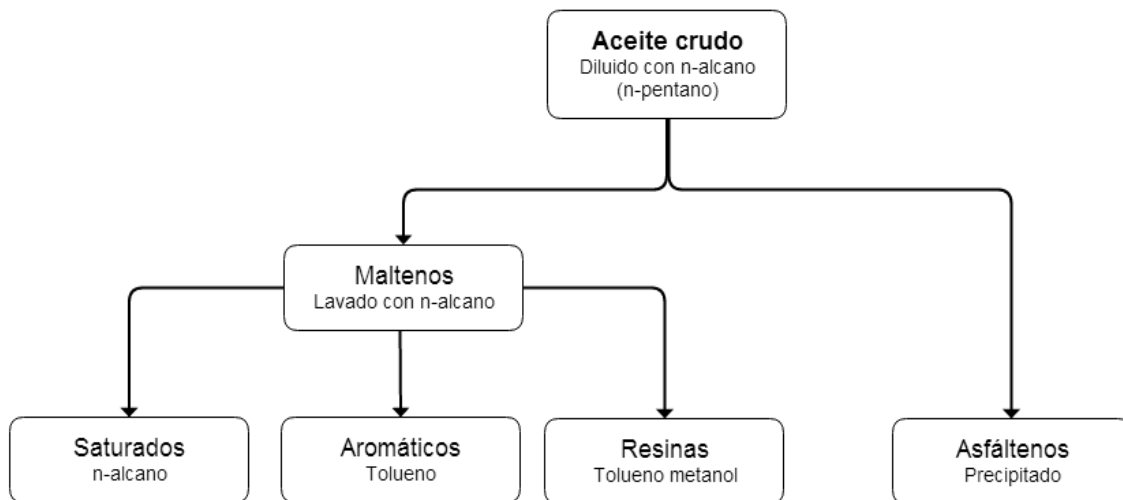 Aceite crudo
Diluido con n-alcano
(n-pentano)
Maltenos
Lavado con n-alcano
Saturados
n-alcano
Aromáticos
Tolueno
Resinas
Tolueno metanol
Asfáltenos
Precipitado